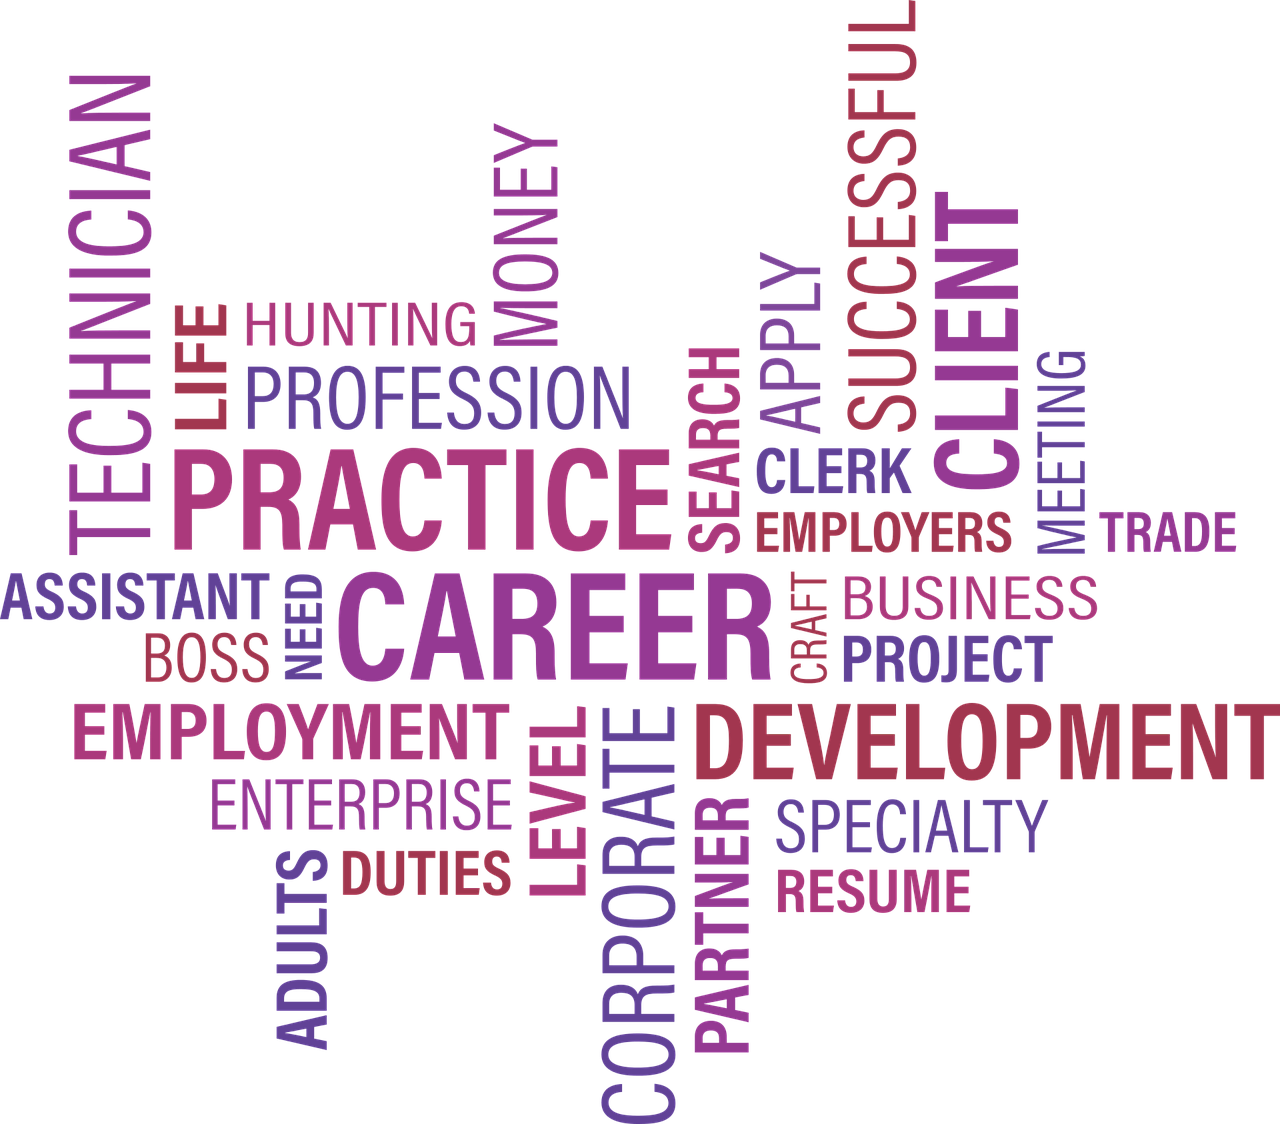 TECHNICIAN
LIFE
HUNTING
MONEY
PROFESSION
PRACTICE
SEARCH
APPLY
SUCCESSFUL
CLIENT
CLERK
MEETING
EMPLOYERS
TRADE
ASSISTANT
BOSS
NEED
CAREER
CRAFT
BUSINESS
PROJECT
EMPLOYMENT
ENTERPRISE
ADULTS
DUTIES
LEVEL
CORPORATE
DEVELOPMENT
PARTNER
SPECIALTY
RESUME